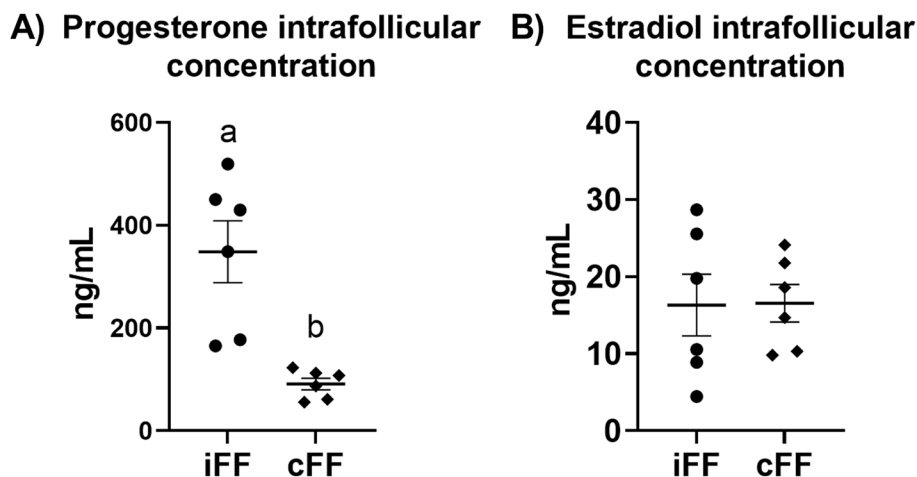 A) Progesterone intrafollicular
concentration
600
400
200
0
ng/mL
a
b
iFF
cFF
B) Estradiol intrafollicular
concentration
40
30
20
10
0
ng/mL
iFF
cFF